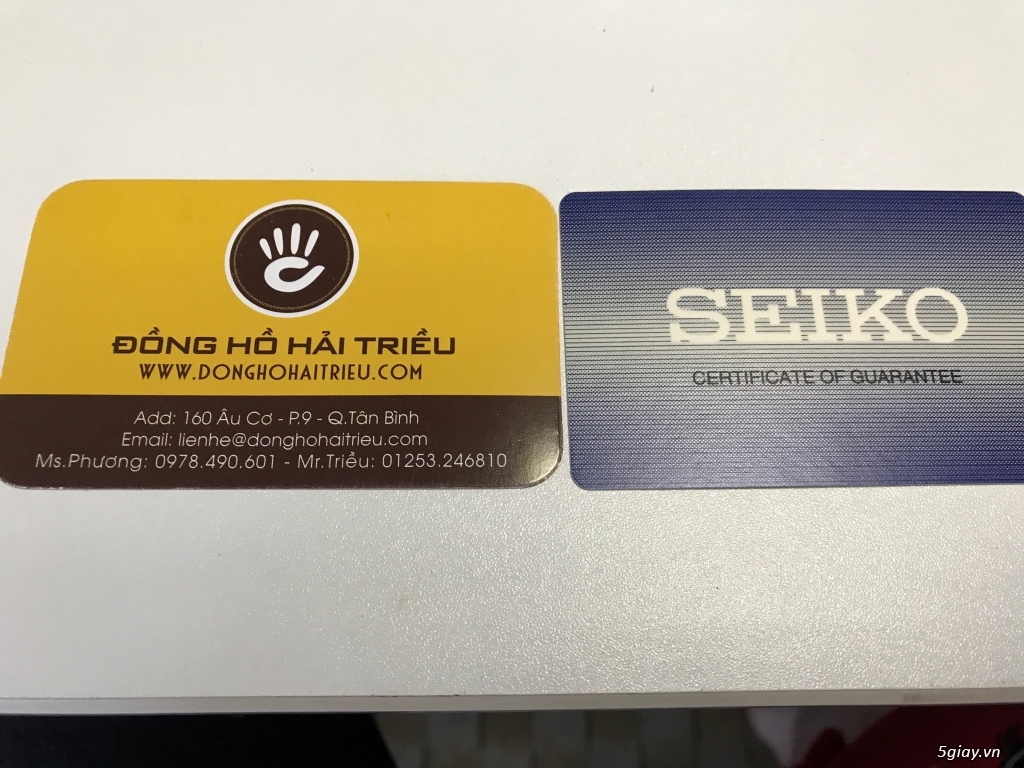 ĐỒNG HỒ HẢI TRIỀU
WWW.DONGHOHAITRIEU.COM
Add: 160 Âu Cơ - P.9 - Q.Tân Bình
Email: lienhe@donghohaitrieu.com
Ms.Phương: 0978.490.601 - Mr.Triều: 01253.246810
SEIKO
CERTIFICATE OF GUARANTEE
5giay.vn